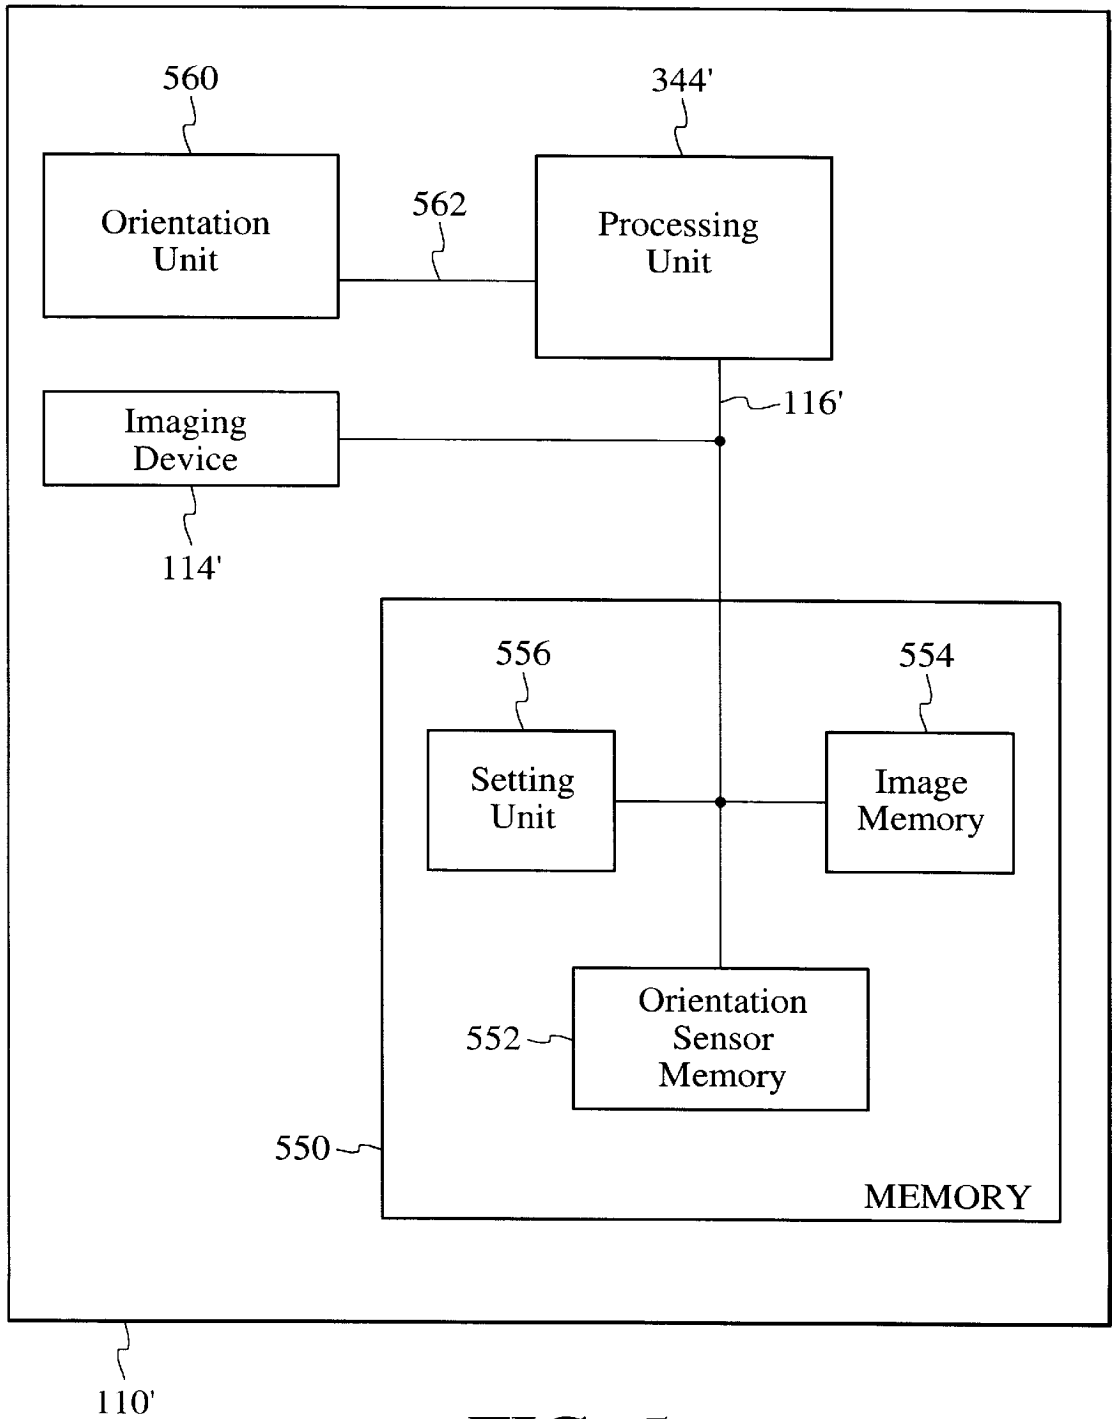 560
344'
Orientation
Unit
562
Processing
Unit
116'
Imaging
Device
114'
556
554
Setting
Unit
Image
Memory
552
Orientation
Sensor
Memory
550
MEMORY
110'